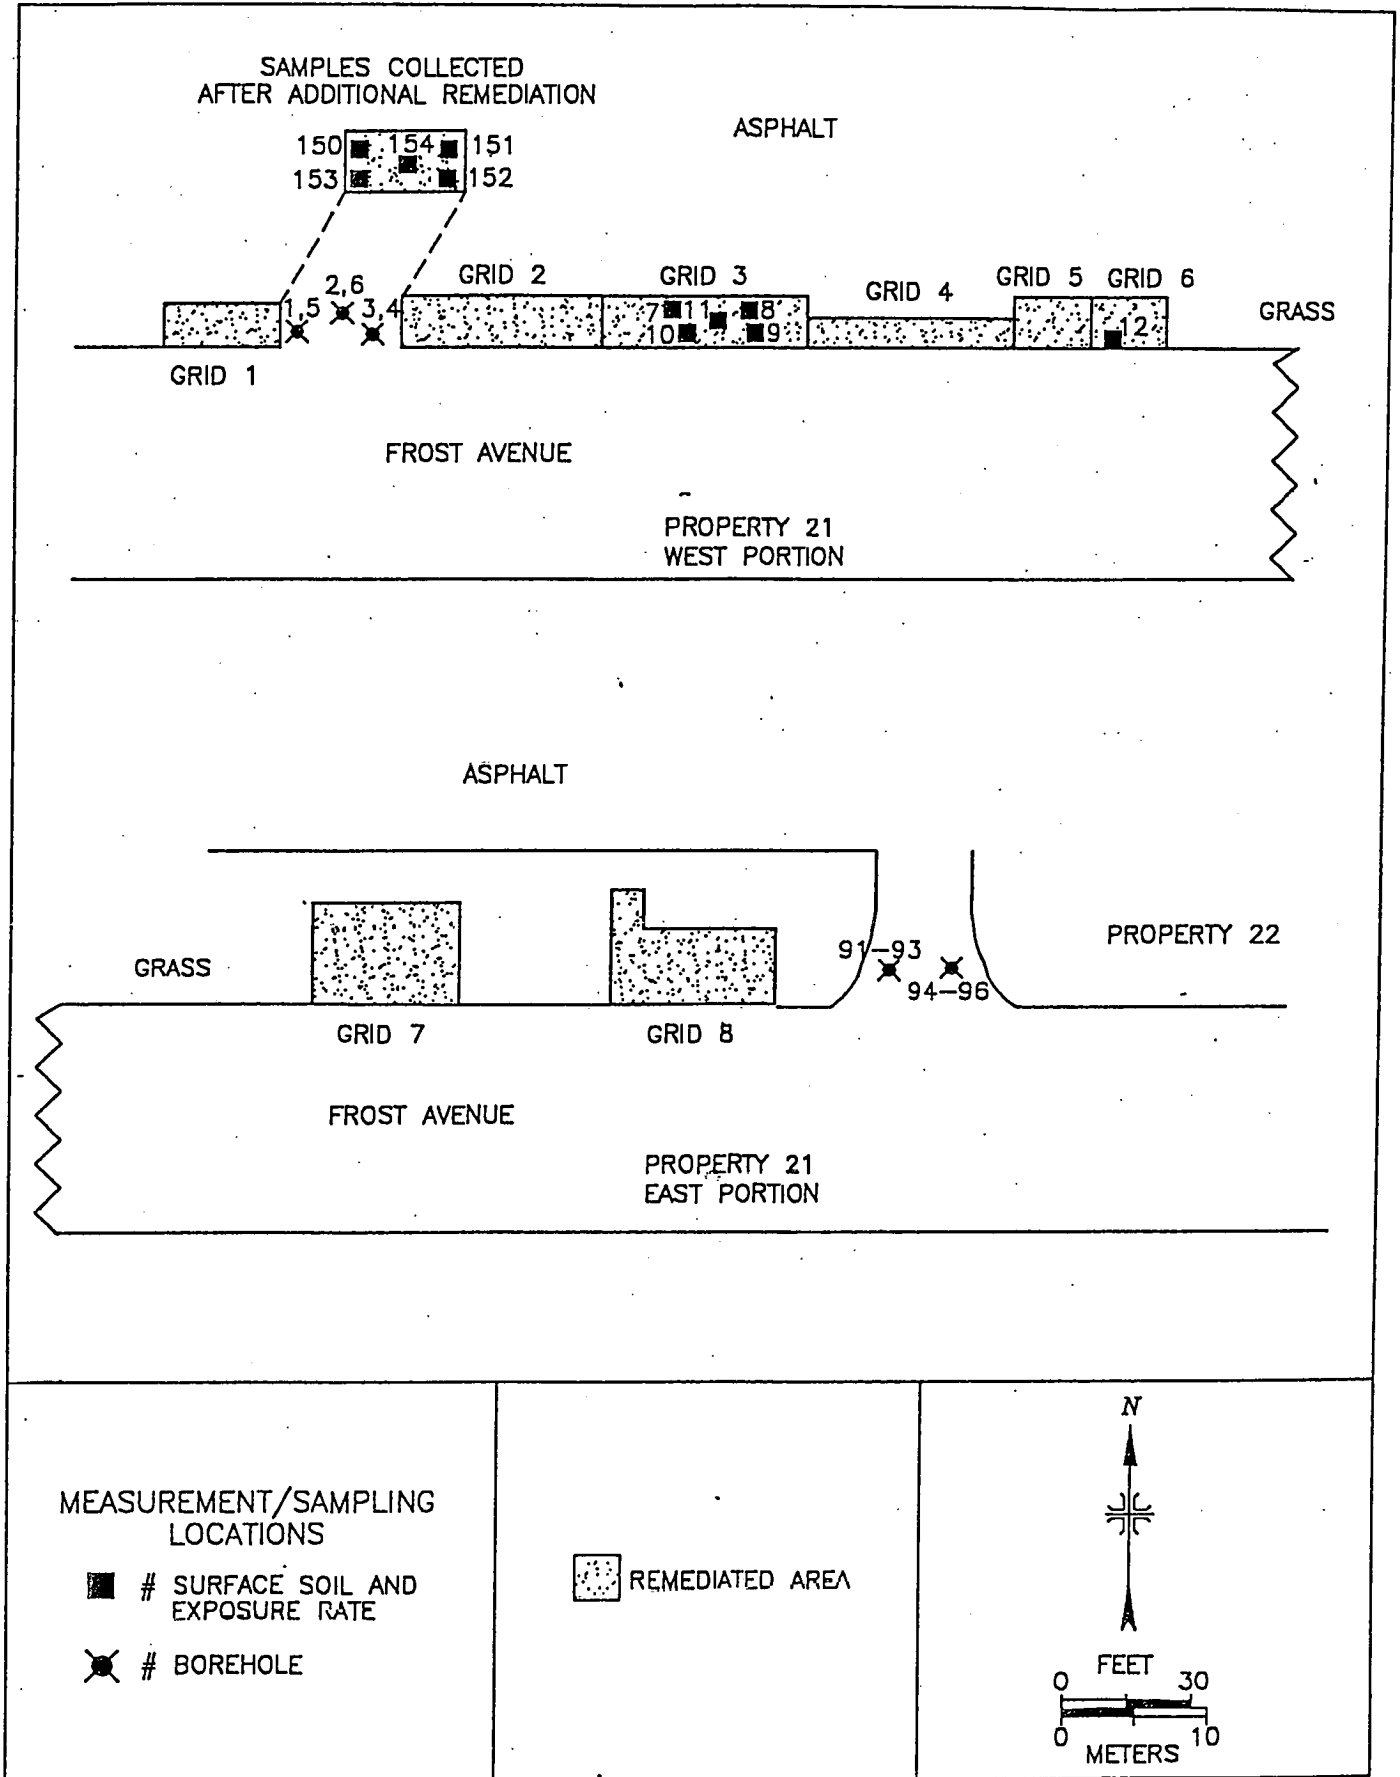 SAMPLES COLLECTED
AFTER ADDITIONAL REMEDIATION
ASPHALT
150 154 151
153 152
GRID 2
GRID 3
GRID 4
GRID 5
GRID 6
GRASS
1,5
2,6
3,4
7 11 8
10 9
12
GRID 1
FROST AVENUE
PROPERTY 21
WEST PORTION
ASPHALT
GRASS
91-93
94-96
PROPERTY 22
GRID 7
GRID 8
FROST AVENUE
PROPERTY 21
EAST PORTION
MEASUREMENT/SAMPLING
LOCATIONS
# SURFACE SOIL AND
EXPOSURE RATE
# BOREHOLE
REMEDIATED AREA
N
FEET
0 30
0 10
METERS